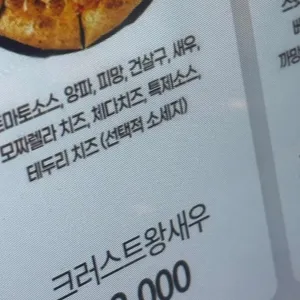 토마토소스, 양파, 피망, 건살구, 새우,
모짜렐라 치즈, 체다치즈, 특제소스,
테두리 치즈 (선택적 소세지)
크러스트왕새우
,000